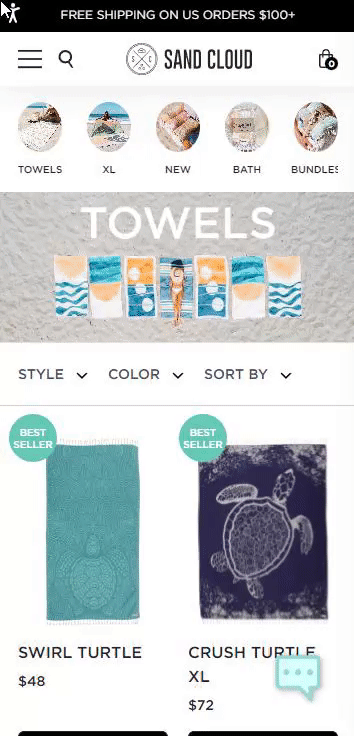 FREE SHIPPING ON US ORDERS $100+
S C
SAND CLOUD
0
TOWELS
XL
NEW
BATH
BUNDLES
TOWELS
STYLE
COLOR
SORT BY
BEST
SELLER
BEST
SELLER
SWIRL TURTLE
$48
CRUSH TURTLE
XL
$72